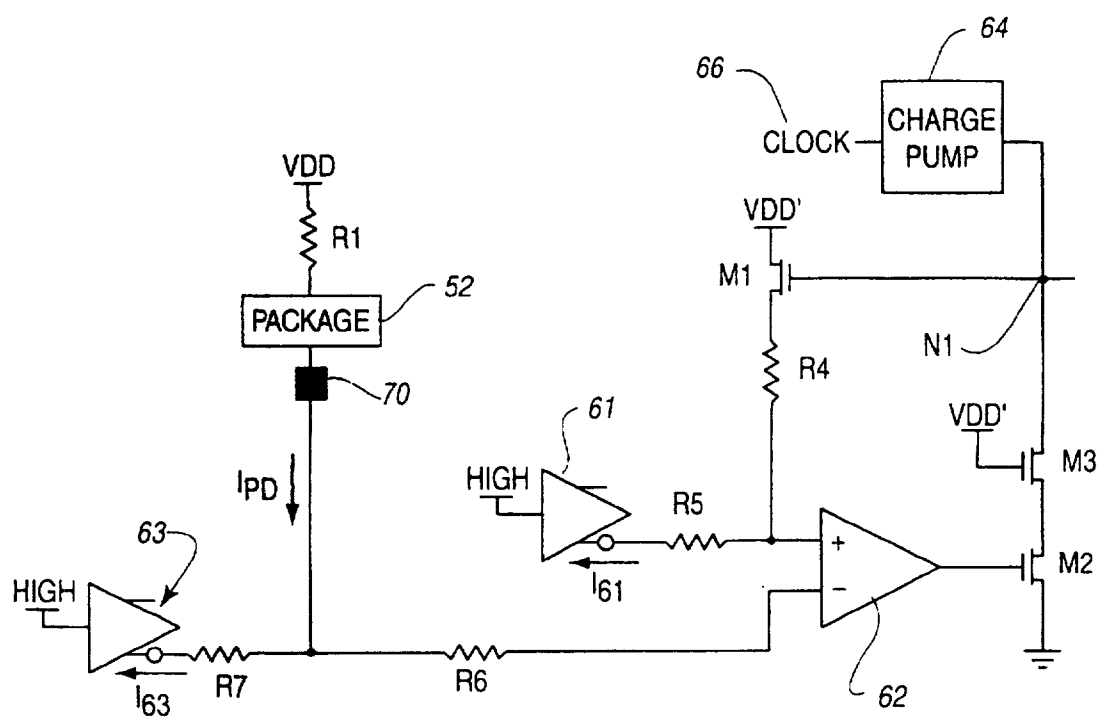 64
66
CLOCK
CHARGE
PUMP
VDD
R1
VDD'
M1
52
PACKAGE
N1
R4
70
61
VDD'
M3
HIGH
IPD
R5
+
M2
63
I61
−
HIGH
R7
R6
I63
62